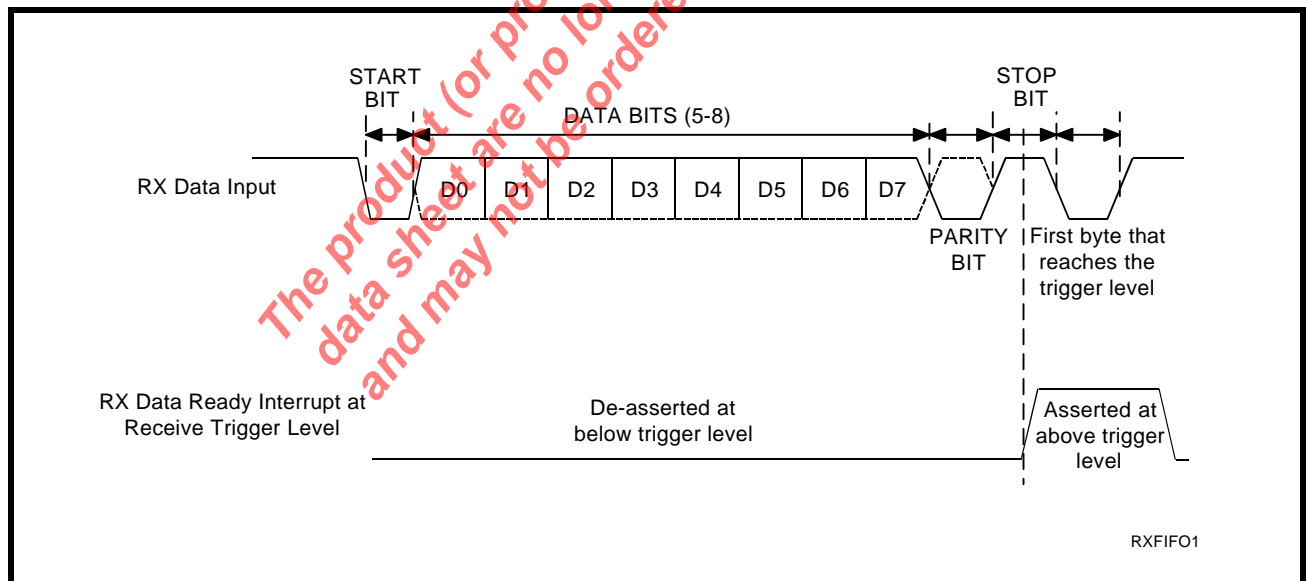 The product (or pro
data sheet are no lon
and may not be ordere
START
BIT
DATA BITS (5-8)
STOP
BIT
RX Data Input
D0 D1 D2 D3 D4 D5 D6 D7
PARITY
BIT
First byte that
reaches the
trigger level
RX Data Ready Interrupt at
Receive Trigger Level
De-asserted at
below trigger level
Asserted at
above trigger
level
RXFIFO1